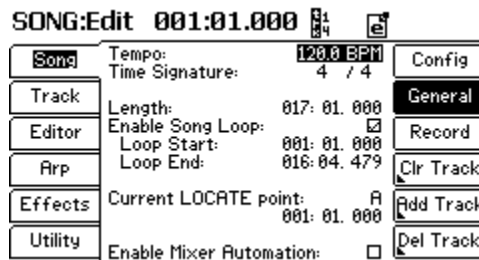 SONG:Edit 001:01.000 4/4 e
Song Tempo: 120.0 BPM Config
Time Signature: 4 / 4
Track Length: 017: 01. 000 General
Editor Enable Song Loop: ☑ Record
Loop Start: 001: 01. 000
Arp Loop End: 016: 04. 479 Clr Track
Effects Current LOCATE point: A Add Track
001: 01. 000
Utility Enable Mixer Automation: ☐ Del Track